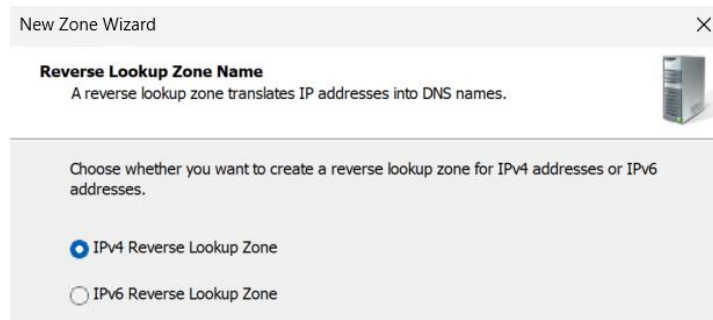 New Zone Wizard
Reverse Lookup Zone Name
A reverse lookup zone translates IP addresses into DNS names.
Choose whether you want to create a reverse lookup zone for IPv4 addresses or IPv6
addresses.
IPv4 Reverse Lookup Zone
IPv6 Reverse Lookup Zone